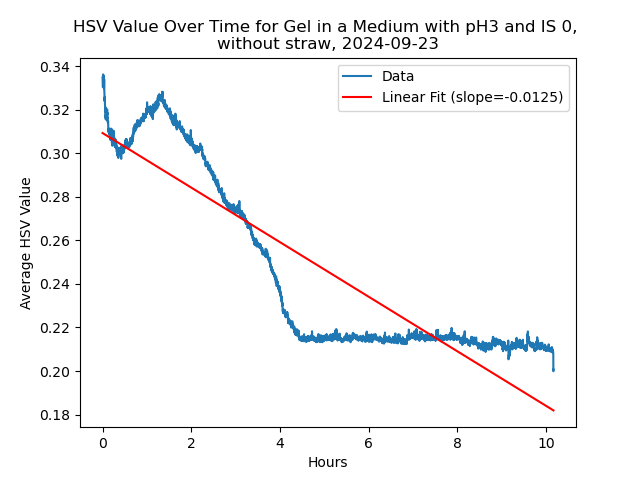 HSV Value Over Time for Gel in a Medium with pH3 and IS 0,
without straw, 2024-09-23
Data
Linear Fit (slope=-0.0125)
Average HSV Value
0.34
0.32
0.30
0.28
0.26
0.24
0.22
0.20
0.18
0
2
4
6
8
10
Hours